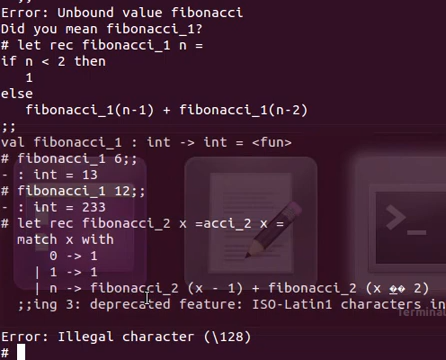 ;;
Error: Unbound value fibonacci
Did you mean fibonacci_1?
# let rec fibonacci_1 n =
if n < 2 then
   1
else
   fibonacci_1(n-1) + fibonacci_1(n-2)
;;
val fibonacci_1 : int -> int = <fun>
# fibonacci_1 6;;
- : int = 13
# fibonacci_1 12;;
- : int = 233
# let rec fibonacci_2 x =acci_2 x =
  match x with
      0 -> 1
    | 1 -> 1
    | n -> fibonacci_2 (x - 1) + fibonacci_2 (x �� 2)
  ;;ing 3: deprecated feature: ISO-Latin1 characters in
Terminal
Error: Illegal character (\128)
#